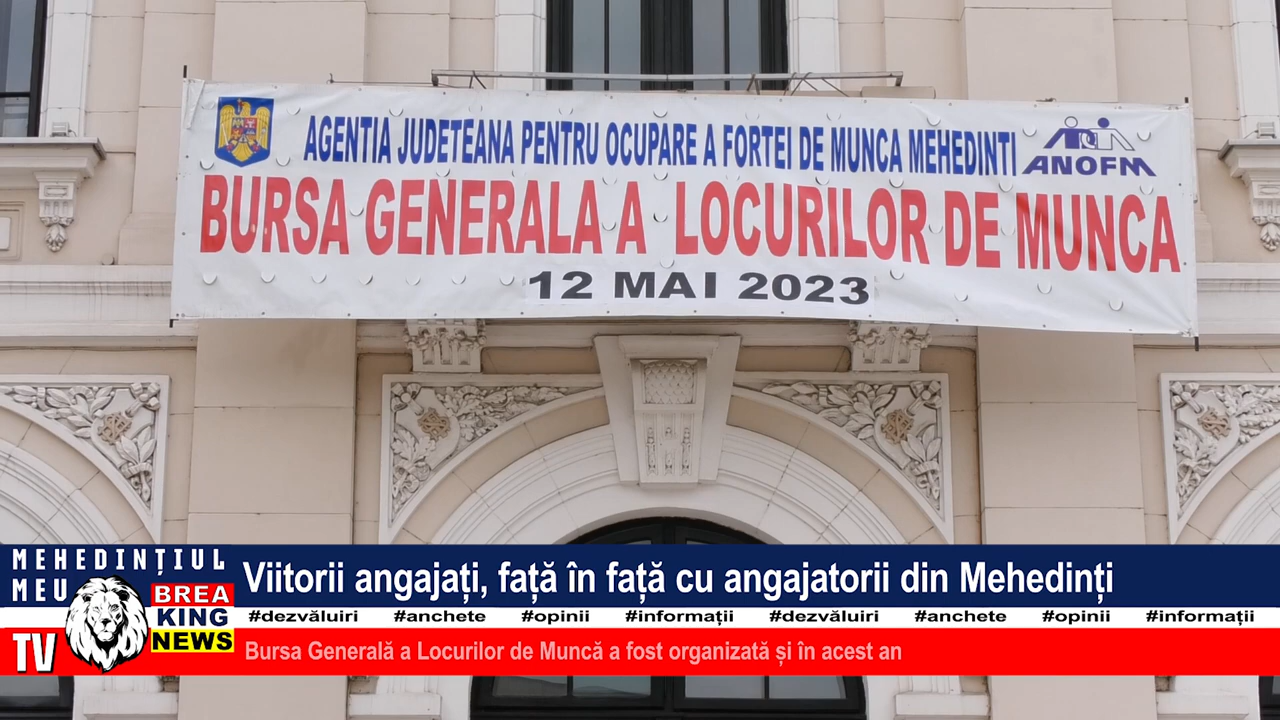 AGENTIA JUDETEANA PENTRU OCUPARE A FORTEI DE MUNCA MEHEDINTI
ANOFM
BURSA GENERALA A LOCURILOR DE MUNCA
12 MAI 2023
MEHEDINȚIUL
MEU
TV
BREA
KING
NEWS
Viitorii angajați, față în față cu angajatorii din Mehedinți
#dezvăluiri #anchete #opinii #informații #dezvăluiri #anchete #opinii #informații
Bursa Generală a Locurilor de Muncă a fost organizată și în acest an